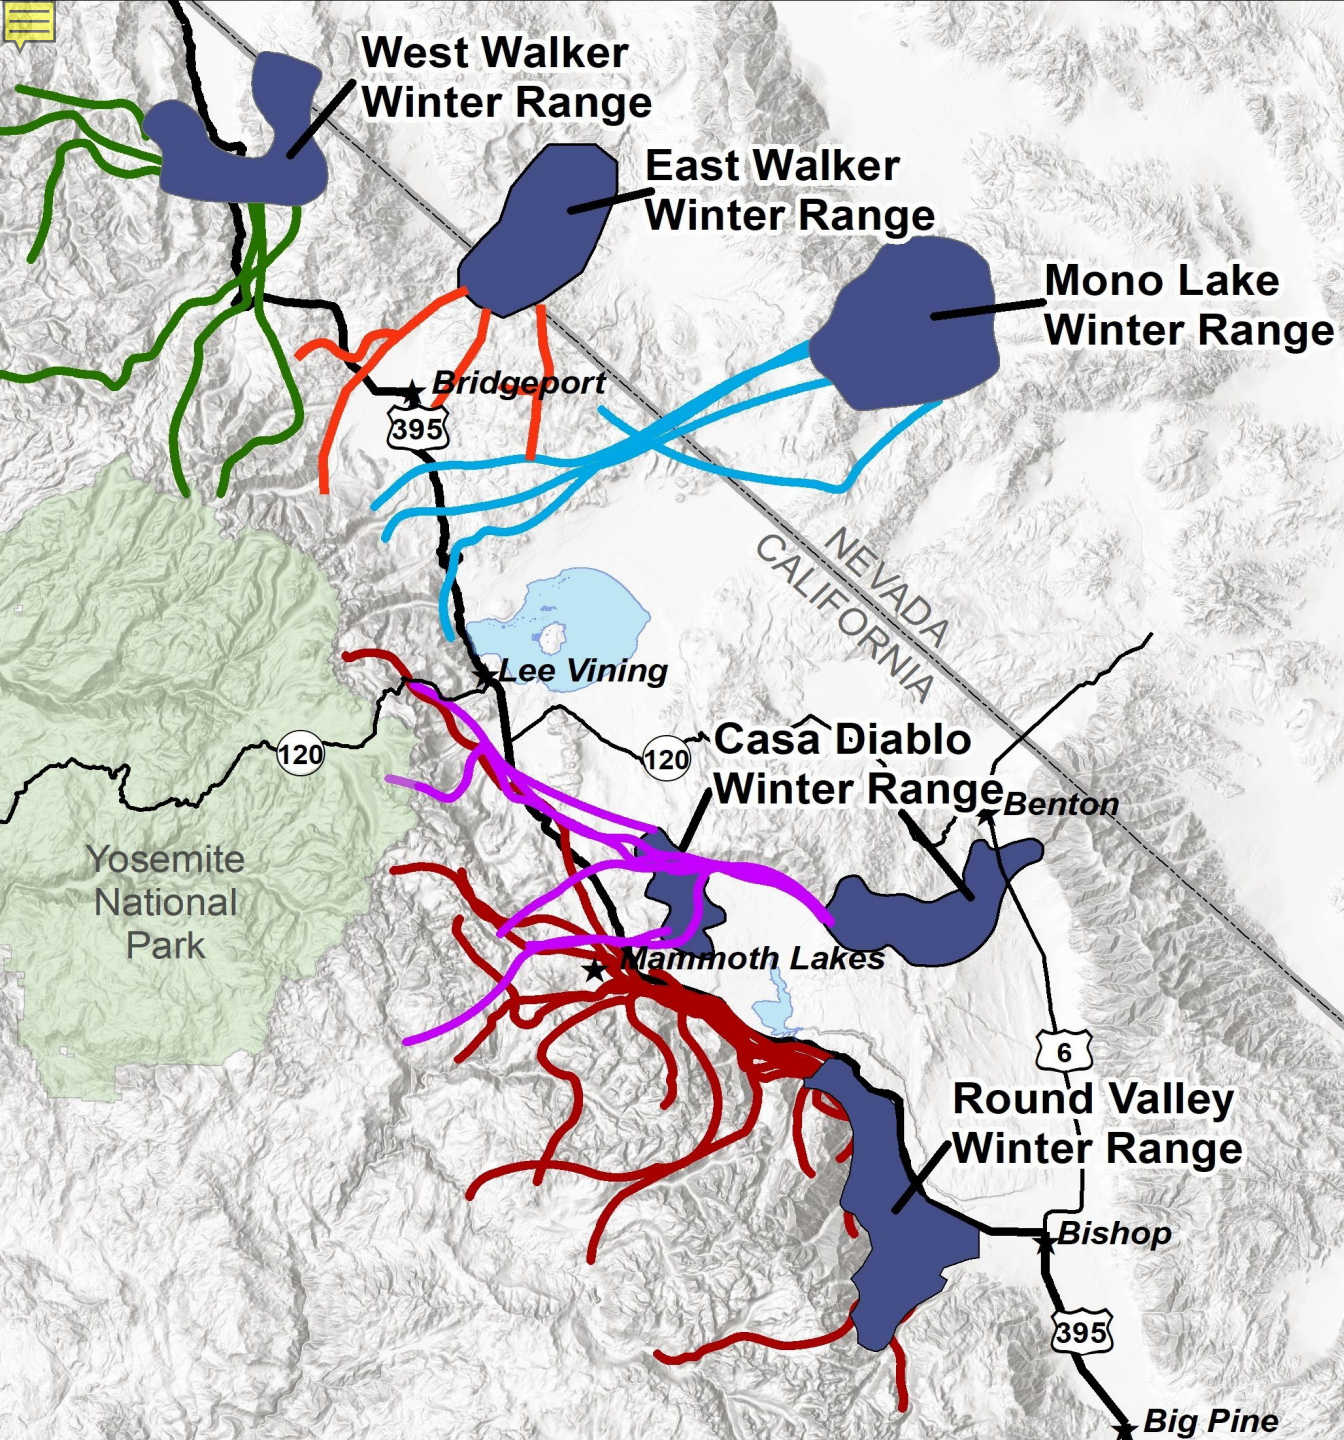 West Walker
Winter Range
East Walker
Winter Range
Mono Lake
Winter Range
Bridgeport
395
NEVADA
CALIFORNIA
Lee Vining
120
120
Casa Diablo
Winter Range
Benton
Yosemite
National
Park
Mammoth Lakes
6
Round Valley
Winter Range
Bishop
395
Big Pine